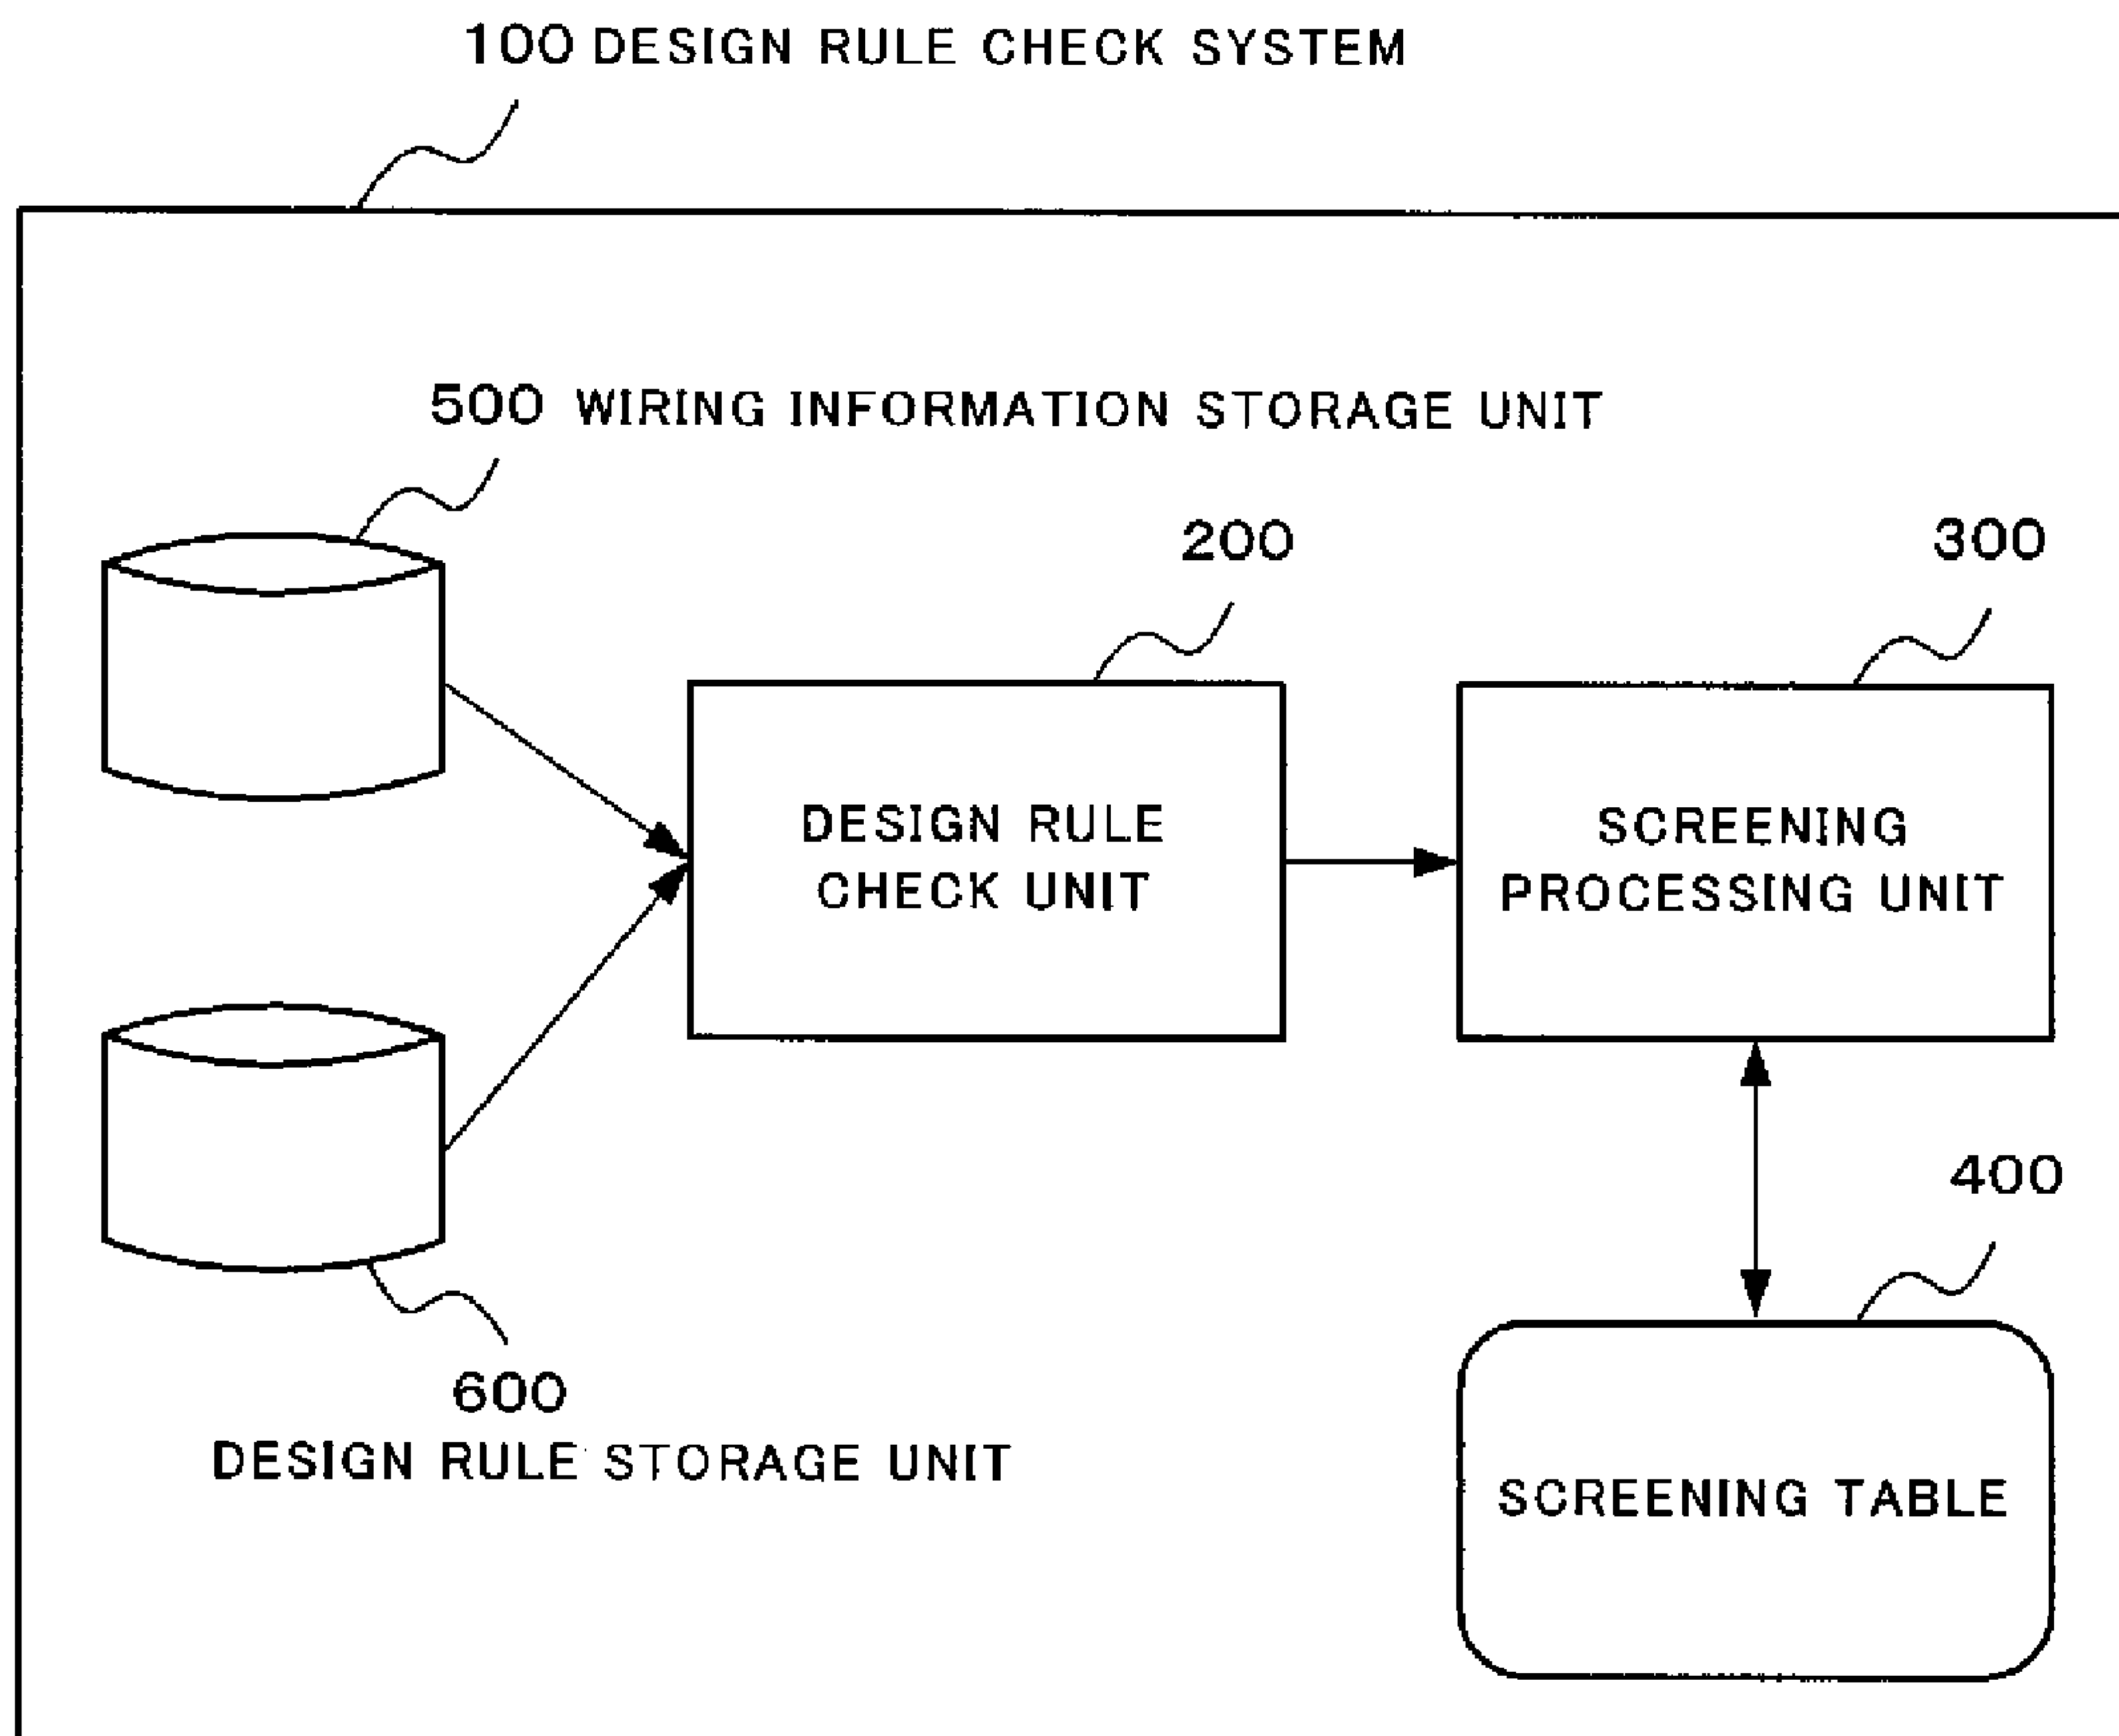 100 DESIGN RULE CHECK SYSTEM
500 WIRING INFORMATION STORAGE UNIT
200
300
DESIGN RULE
CHECK UNIT
SCREENING
PROCESSING UNIT
400
600
DESIGN RULE STORAGE UNIT
SCREENING TABLE